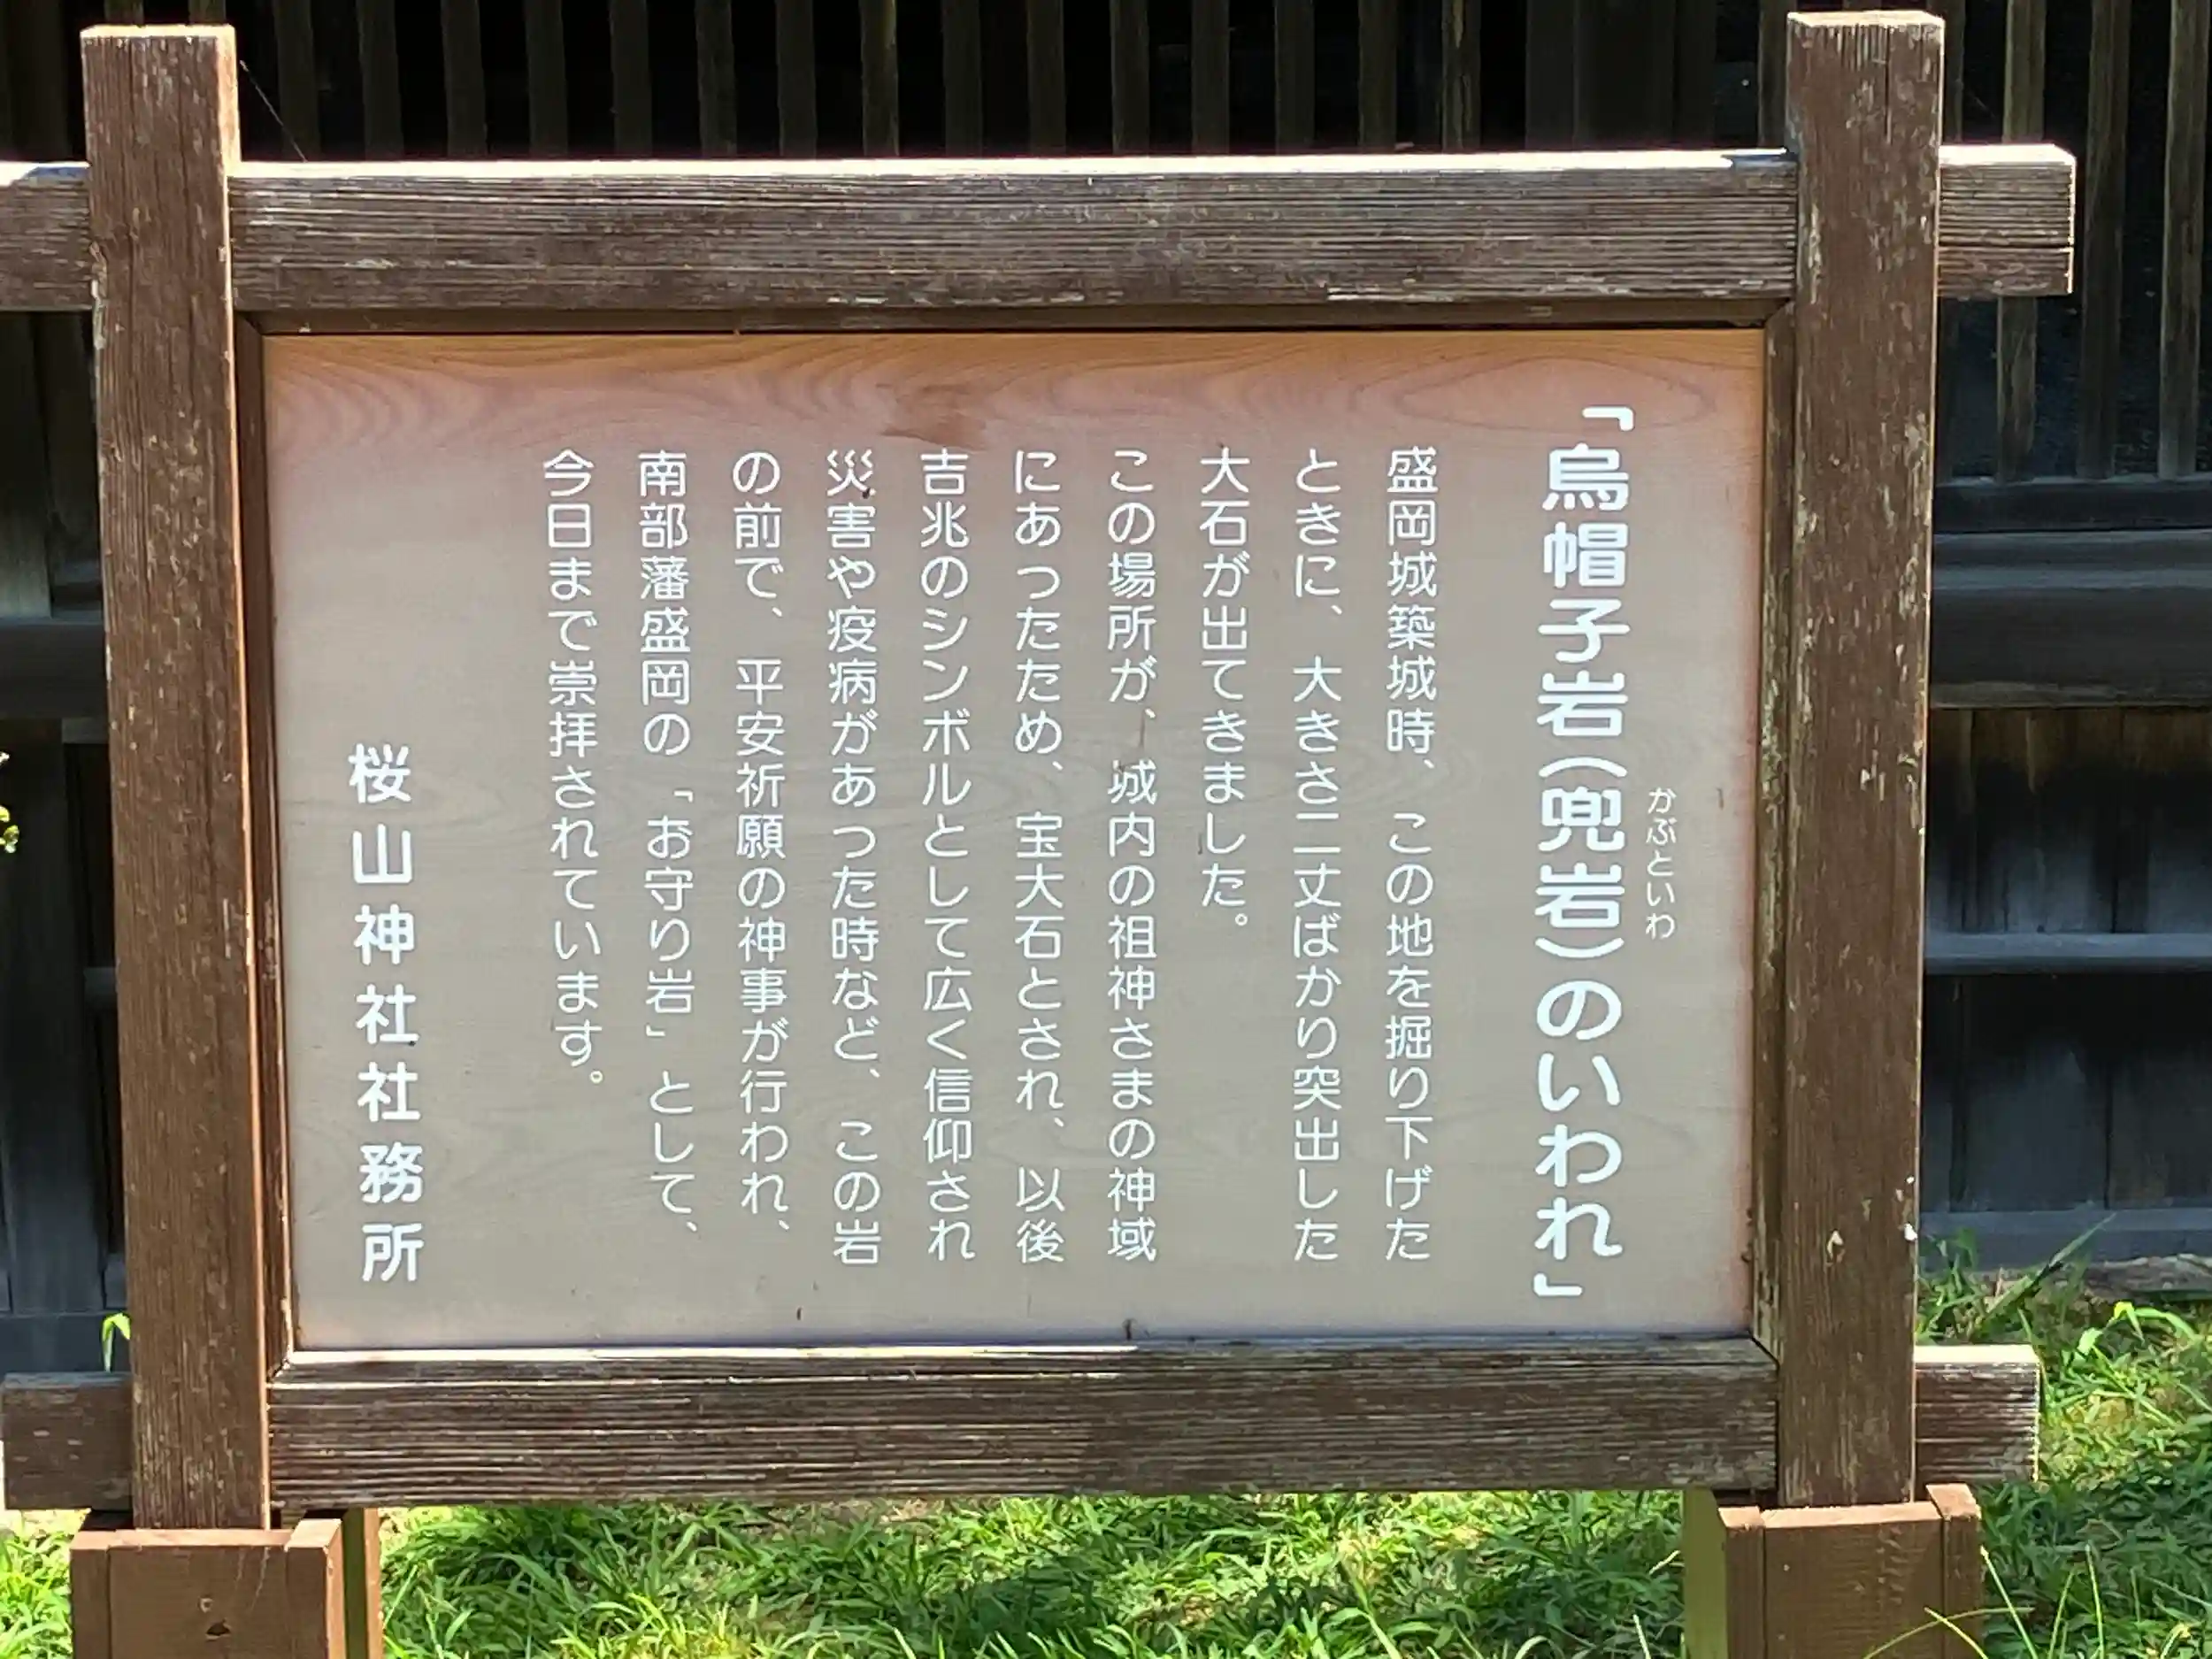 「烏帽子岩（兜岩）のいわれ」
かぶといわ
盛岡城築城時、この地を掘り下げた
ときに、大きさ二丈ばかり突出した
大石が出てきました。
この場所が、城内の祖神さまの神域
にあったため、宝大石とされ、以後
吉兆のシンボルとして広く信仰され
災害や疫病があった時など、この岩
の前で、平安祈願の神事が行われ、
南部藩盛岡の「お守り岩」として、
今日まで崇拝されています。
桜山神社社務所